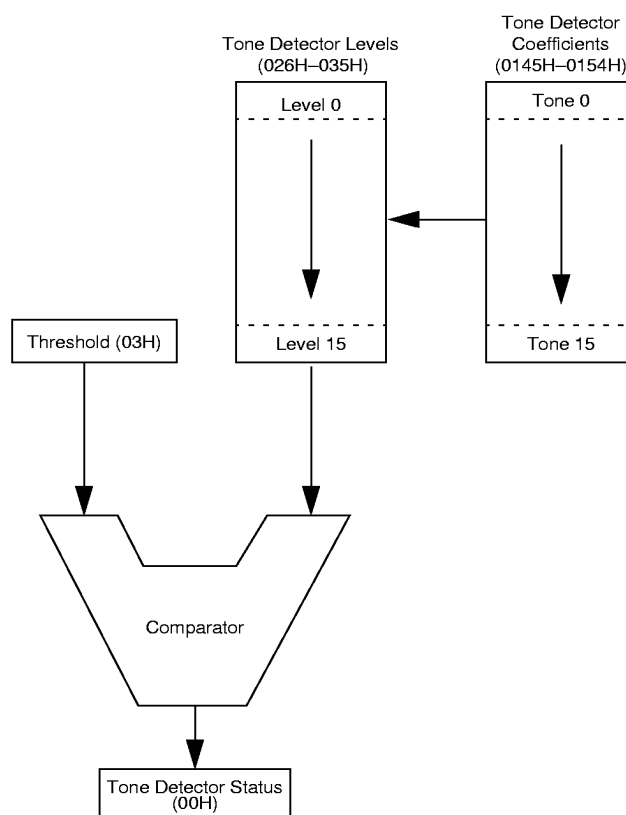 Tone Detector Levels
(026H–035H)
Tone Detector
Coefficients
(0145H–0154H)
Level 0
Tone 0
Level 15
Tone 15
Threshold (03H)
Comparator
Tone Detector Status
(00H)